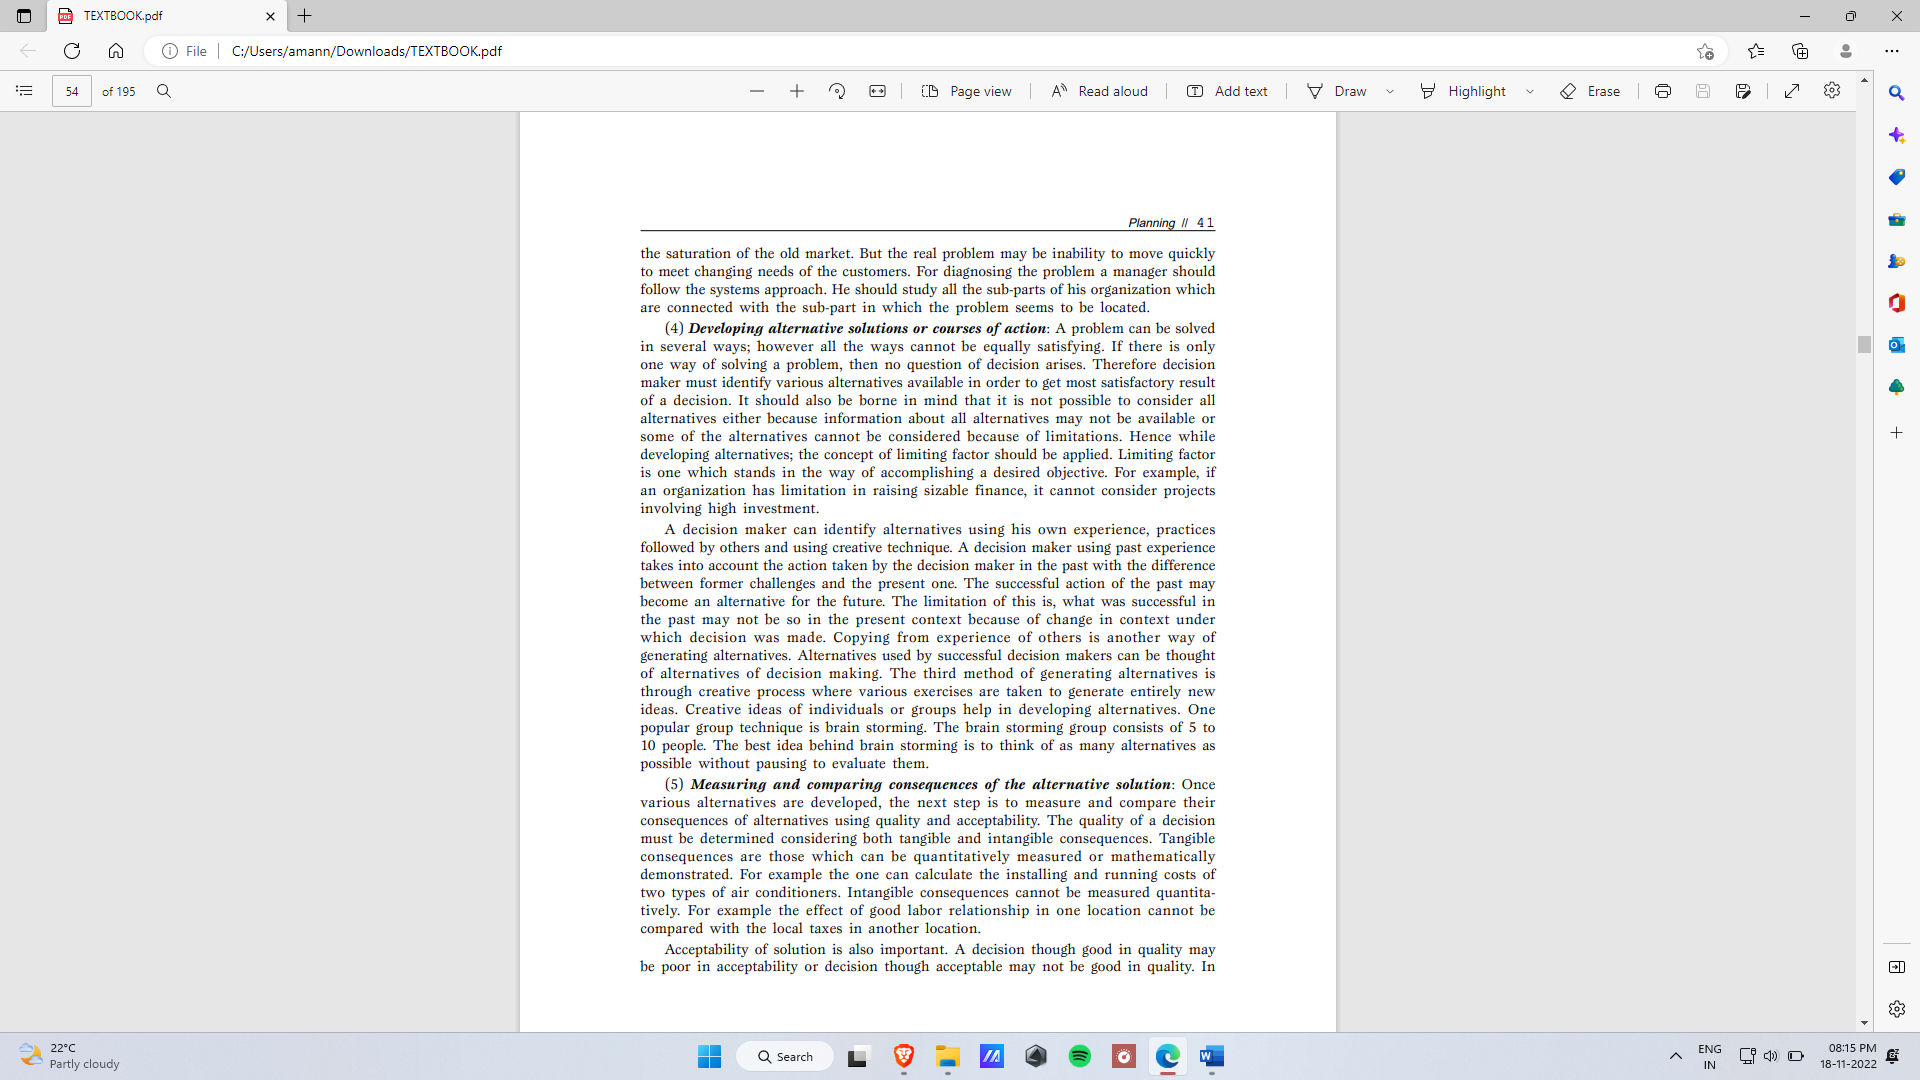 TEXTBOOK.pdf
File C:/Users/amann/Downloads/TEXTBOOK.pdf
54 of 195 Page view Read aloud Add text Draw Highlight Erase
Planning // 41
the saturation of the old market. But the real problem may be inability to move quickly
to meet changing needs of the customers. For diagnosing the problem a manager should
follow the systems approach. He should study all the sub-parts of his organization which
are connected with the sub-part in which the problem seems to be located.
(4) Developing alternative solutions or courses of action: A problem can be solved
in several ways; however all the ways cannot be equally satisfying. If there is only
one way of solving a problem, then no question of decision arises. Therefore decision
maker must identify various alternatives available in order to get most satisfactory result
of a decision. It should also be borne in mind that it is not possible to consider all
alternatives either because information about all alternatives may not be available or
some of the alternatives cannot be considered because of limitations. Hence while
developing alternatives; the concept of limiting factor should be applied. Limiting factor
is one which stands in the way of accomplishing a desired objective. For example, if
an organization has limitation in raising sizable finance, it cannot consider projects
involving high investment.
A decision maker can identify alternatives using his own experience, practices
followed by others and using creative technique. A decision maker using past experience
takes into account the action taken by the decision maker in the past with the difference
between former challenges and the present one. The successful action of the past may
become an alternative for the future. The limitation of this is, what was successful in
the past may not be so in the present context because of change in context under
which decision was made. Copying from experience of others is another way of
generating alternatives. Alternatives used by successful decision makers can be thought
of alternatives of decision making. The third method of generating alternatives is
through creative process where various exercises are taken to generate entirely new
ideas. Creative ideas of individuals or groups help in developing alternatives. One
popular group technique is brain storming. The brain storming group consists of 5 to
10 people. The best idea behind brain storming is to think of as many alternatives as
possible without pausing to evaluate them.
(5) Measuring and comparing consequences of the alternative solution: Once
various alternatives are developed, the next step is to measure and compare their
consequences of alternatives using quality and acceptability. The quality of a decision
must be determined considering both tangible and intangible consequences. Tangible
consequences are those which can be quantitatively measured or mathematically
demonstrated. For example the one can calculate the installing and running costs of
two types of air conditioners. Intangible consequences cannot be measured quantita-
tively. For example the effect of good labor relationship in one location cannot be
compared with the local taxes in another location.
Acceptability of solution is also important. A decision though good in quality may
be poor in acceptability or decision though acceptable may not be good in quality. In
22°C
Partly cloudy
Search
ENG
IN
08:15 PM
18-11-2022